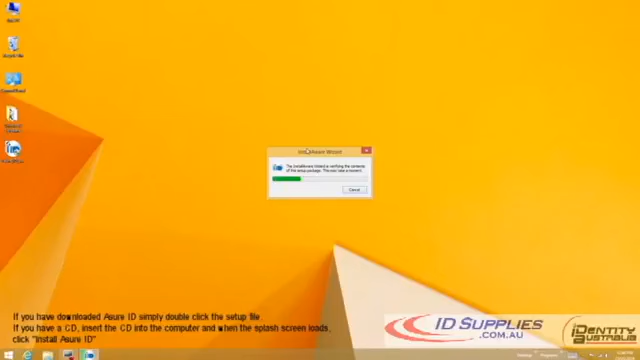 InstallAware Wizard
The InstallAware Wizard is verifying the contents
of the setup package. This may take a moment.
Cancel
If you have downloaded Asure ID simply double click the setup file.
If you have a CD, insert the CD into the computer and when the splash screen loads,
click "Install Asure ID"
ID SUPPLIES
.COM.AU
IDENTITY
AUSTRALIA